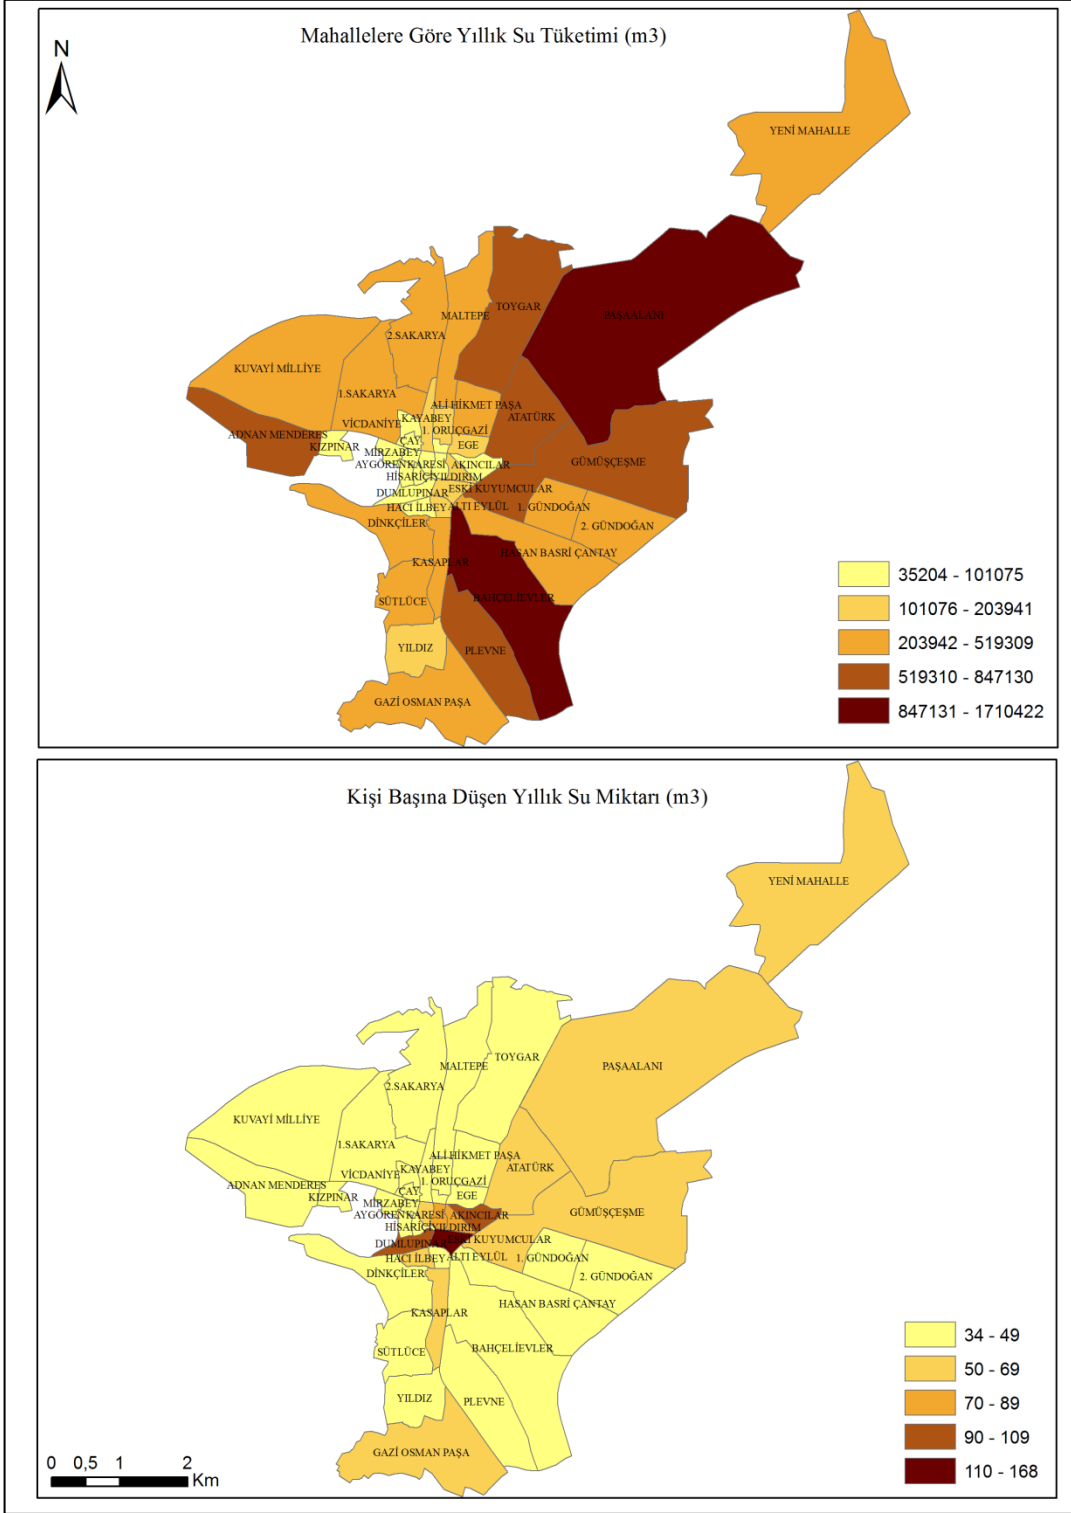 Mahallelere Göre Yıllık Su Tüketimi (m3)
N
YENİ MAHALLE
TOYGAR
MALTEPE
PAŞAALANI
2.SAKARYA
KUVAYİ MİLLİYE
1.SAKARYA
ALİ HİKMET PAŞA
ATATÜRK
KAYABEY
VİCDANİYE
1. ORUÇGAZİ
ADNAN MENDERES
ÇAY
EGE
KIZPINAR
MİRZABEY
GÜMÜŞÇEŞME
AYGÖREN
KARESİ
AKINCILAR
HİSARİÇİ
YILDIRIM
DUMLUPINAR
ESKİ KUYUMCULAR
HACI İLBEY
ALTI EYLÜL
1. GÜNDOĞAN
DİNKÇİLER
2. GÜNDOĞAN
HASAN BASRİ ÇANTAY
KASAPLAR
SÜTLÜCE
BAHÇELİEVLER
YILDIZ
PLEVNE
GAZİ OSMAN PAŞA
35204 - 101075
101076 - 203941
203942 - 519309
519310 - 847130
847131 - 1710422
Kişi Başına Düşen Yıllık Su Miktarı (m3)
YENİ MAHALLE
TOYGAR
MALTEPE
PAŞAALANI
2.SAKARYA
KUVAYİ MİLLİYE
1.SAKARYA
ALİ HİKMET PAŞA
ATATÜRK
KAYABEY
VİCDANİYE
1. ORUÇGAZİ
ADNAN MENDERES
ÇAY
EGE
KIZPINAR
MİRZABEY
GÜMÜŞÇEŞME
AYGÖREN
KARESİ
AKINCILAR
HİSARİÇİ
YILDIRIM
DUMLUPINAR
ESKİ KUYUMCULAR
HACI İLBEY
ALTI EYLÜL
1. GÜNDOĞAN
DİNKÇİLER
2. GÜNDOĞAN
HASAN BASRİ ÇANTAY
KASAPLAR
SÜTLÜCE
BAHÇELİEVLER
YILDIZ
PLEVNE
GAZİ OSMAN PAŞA
34 - 49
50 - 69
70 - 89
90 - 109
110 - 168
0 0,5 1 2
Km